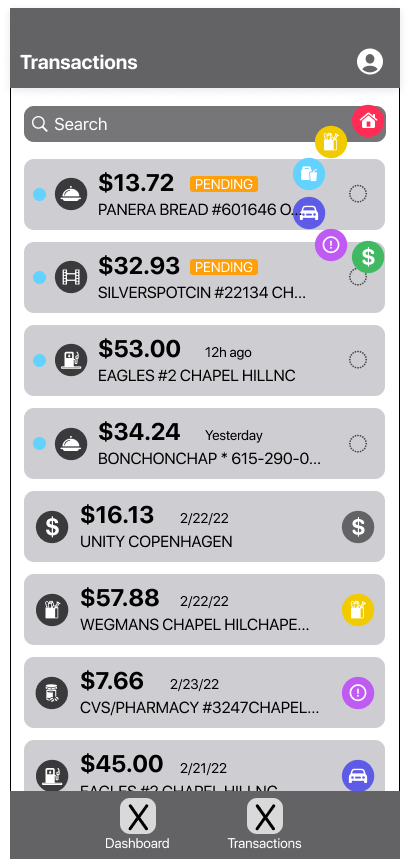 Transactions
Search
$13.72 PENDING
PANERA BREAD #601646 O...
$32.93 PENDING
SILVERSPOTCIN #22134 CH...
$
$53.00 12h ago
EAGLES #2 CHAPEL HILLNC
$34.24 Yesterday
BONCHONCHAP * 615-290-0...
$ $16.13 2/22/22 $
UNITY COPENHAGEN
$57.88 2/22/22
WEGMANS CHAPEL HILCHAPE...
$7.66 2/23/22
CVS/PHARMACY #3247CHAPEL...
$45.00 2/21/22
EAGLES #2 CHAPEL HILLNC
X X
Dashboard Transactions